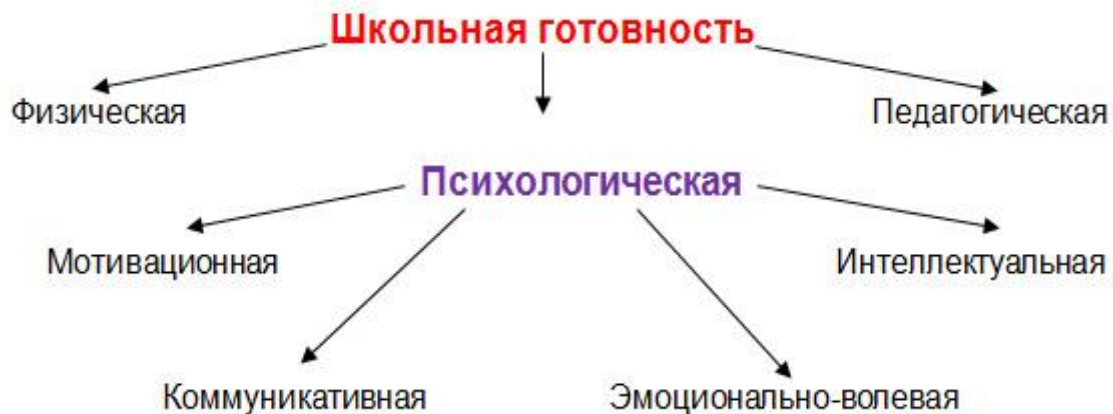 Школьная готовность
Физическая
Педагогическая
Психологическая
Мотивационная
Интеллектуальная
Коммуникативная
Эмоционально-волевая